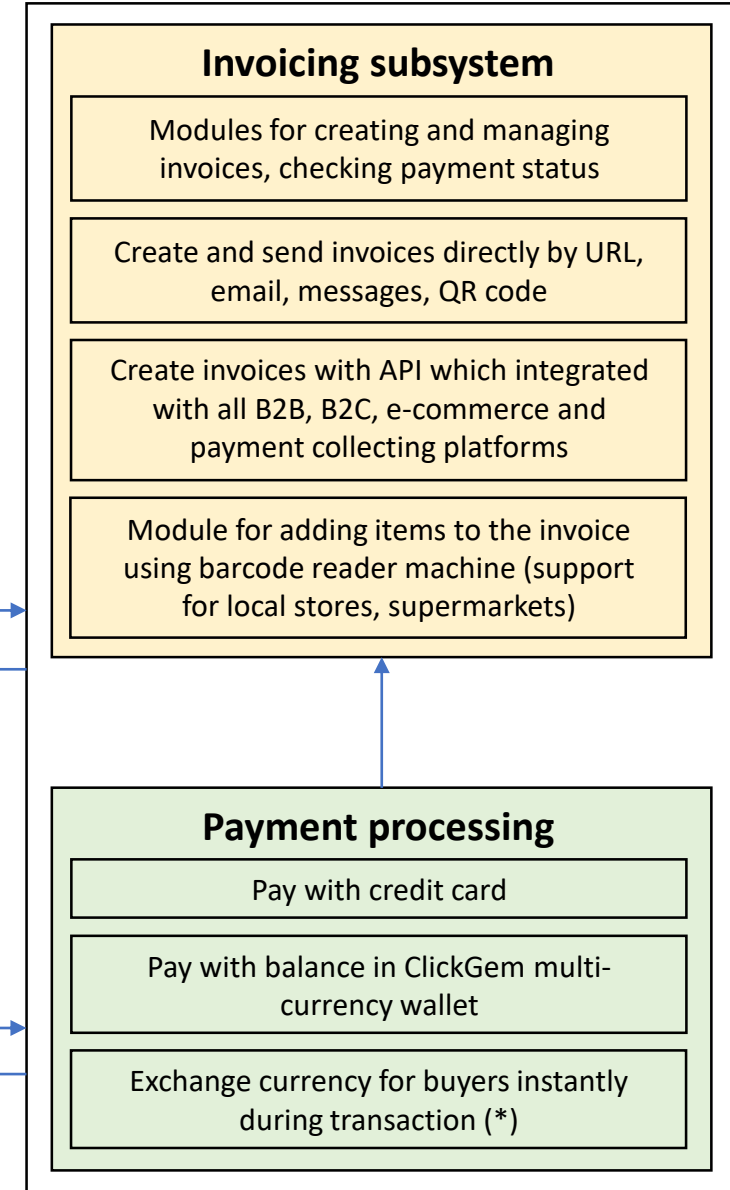 Invoicing subsystem
Modules for creating and managing
invoices, checking payment status
Create and send invoices directly by URL,
email, messages, QR code
Create invoices with API which integrated
with all B2B, B2C, e-commerce and
payment collecting platforms
Module for adding items to the invoice
using barcode reader machine (support
for local stores, supermarkets)
Payment processing
Pay with credit card
Pay with balance in ClickGem multi-
currency wallet
Exchange currency for buyers instantly
during transaction (*)